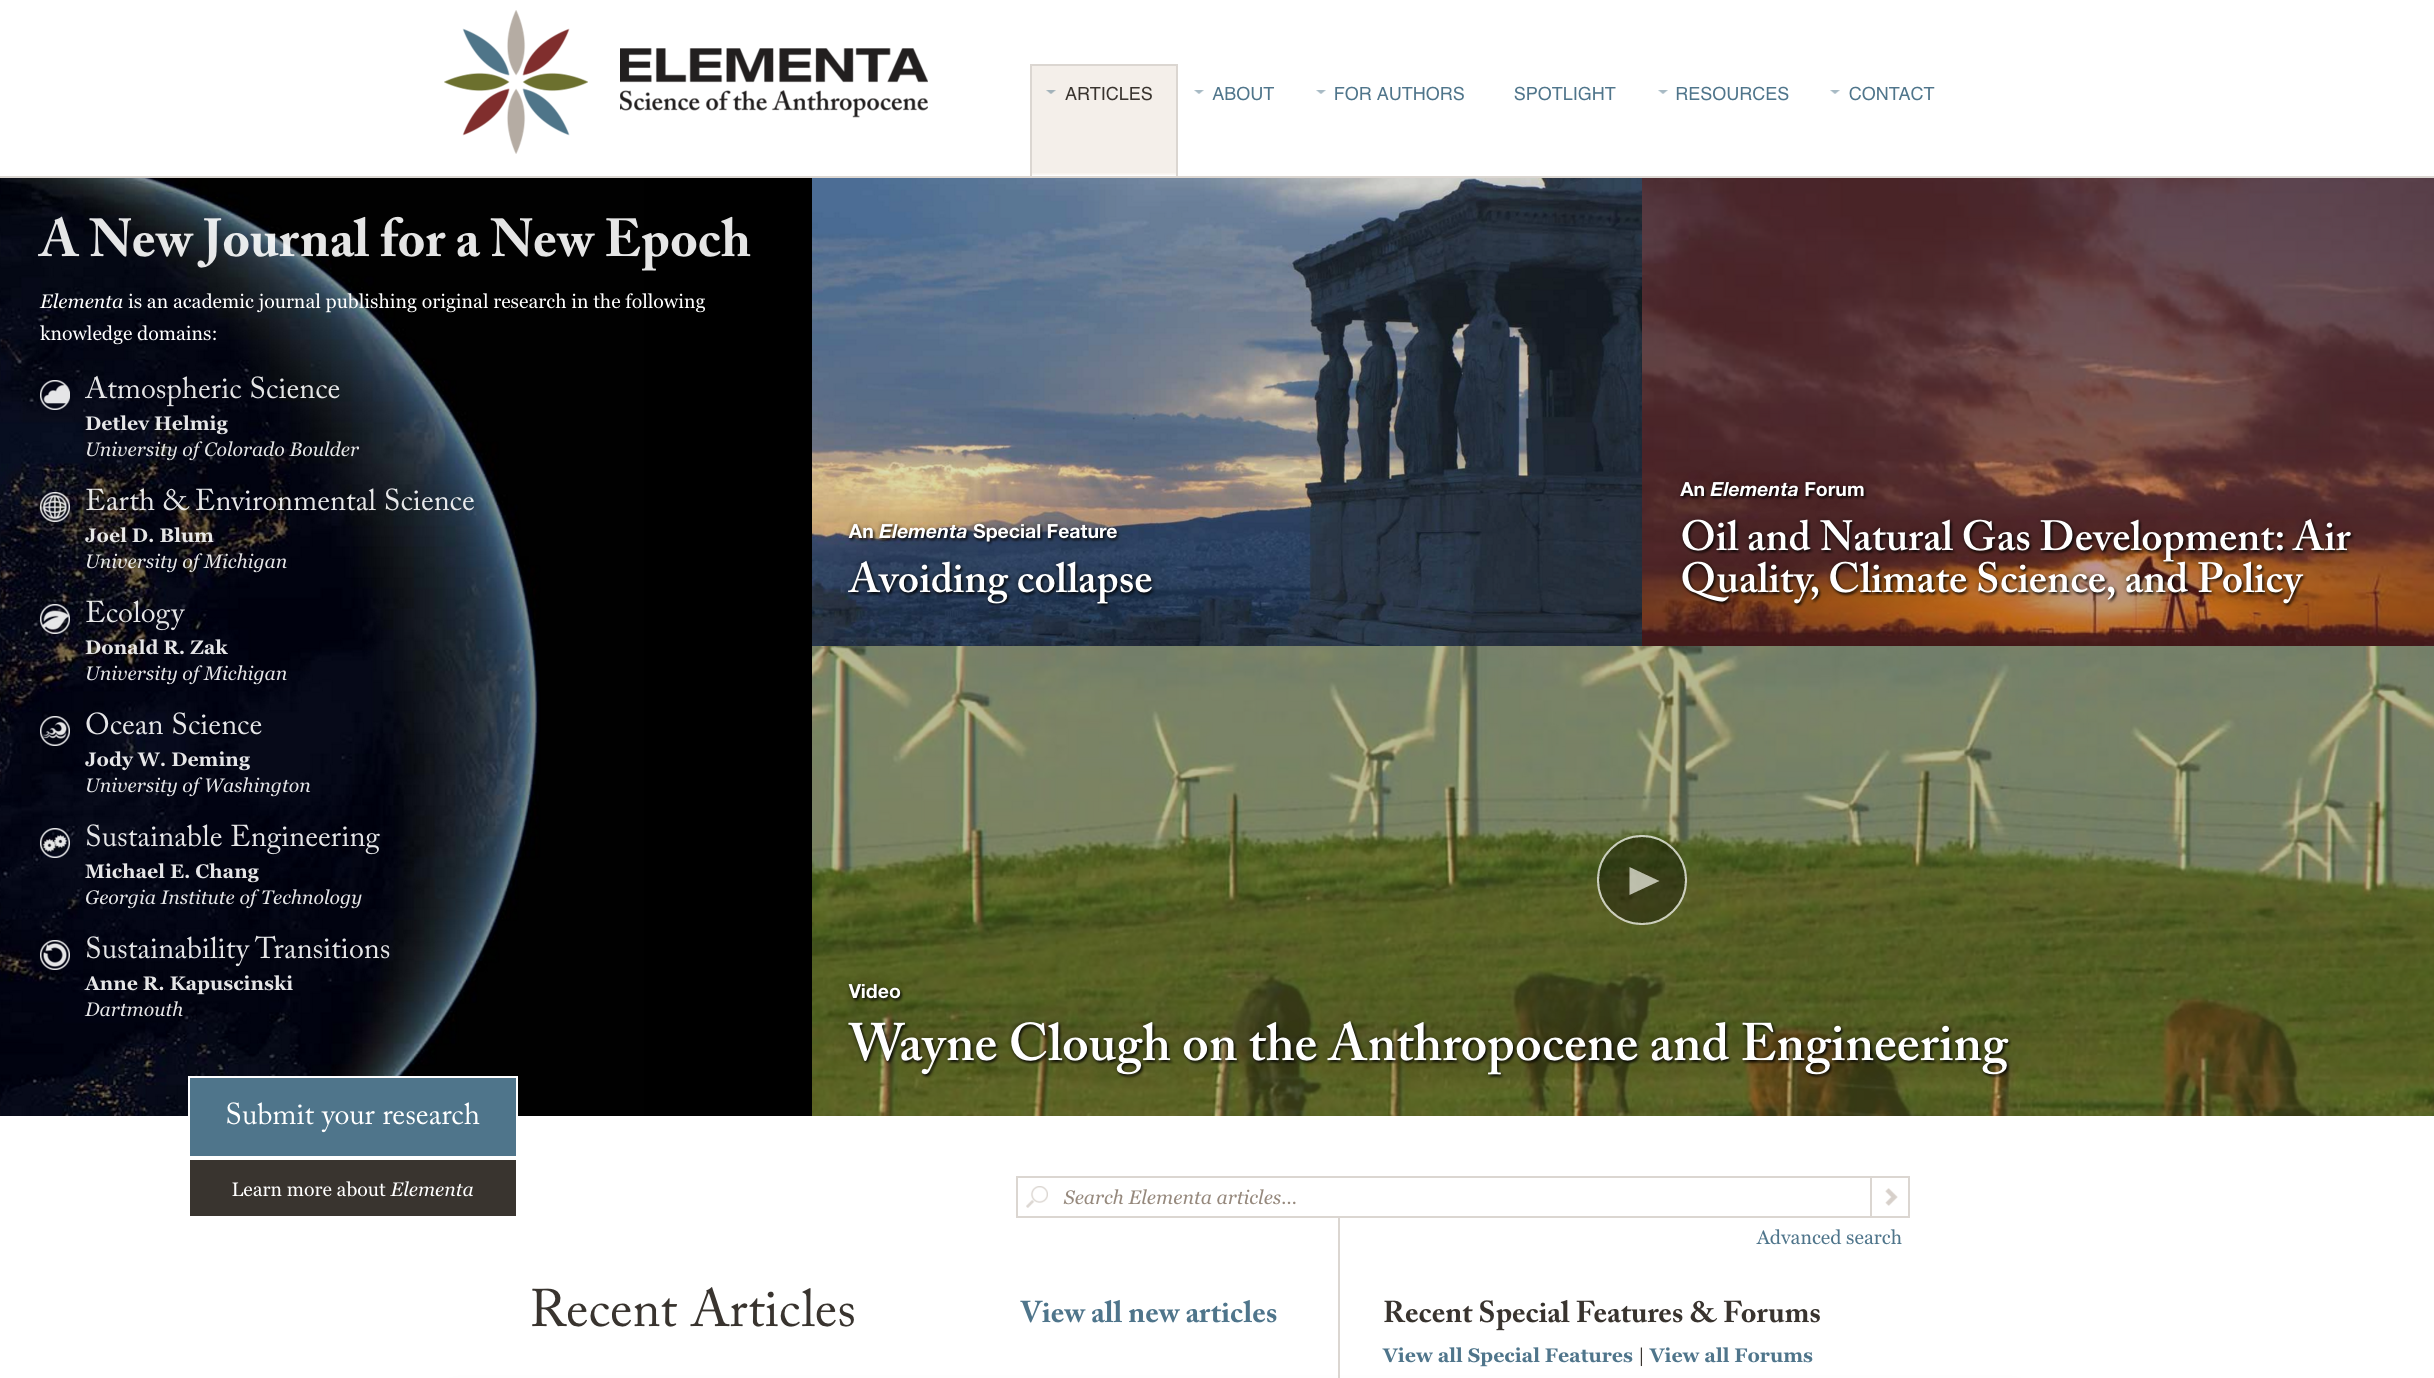 ELEMENTA
Science of the Anthropocene
ARTICLES
ABOUT
FOR AUTHORS
SPOTLIGHT
RESOURCES
CONTACT
A New Journal for a New Epoch
Elementa is an academic journal publishing original research in the following
knowledge domains:
Atmospheric Science
Detlev Helmig
University of Colorado Boulder
Earth & Environmental Science
Joel D. Blum
University of Michigan
Ecology
Donald R. Zak
University of Michigan
Ocean Science
Jody W. Deming
University of Washington
Sustainable Engineering
Michael E. Chang
Georgia Institute of Technology
Sustainability Transitions
Anne R. Kapuscinski
Dartmouth
Submit your research
Learn more about Elementa
An Elementa Special Feature
Avoiding collapse
An Elementa Forum
Oil and Natural Gas Development: Air
Quality, Climate Science, and Policy
Video
Wayne Clough on the Anthropocene and Engineering
Search Elementa articles...
Advanced search
Recent Articles
View all new articles
Recent Special Features & Forums
View all Special Features | View all Forums